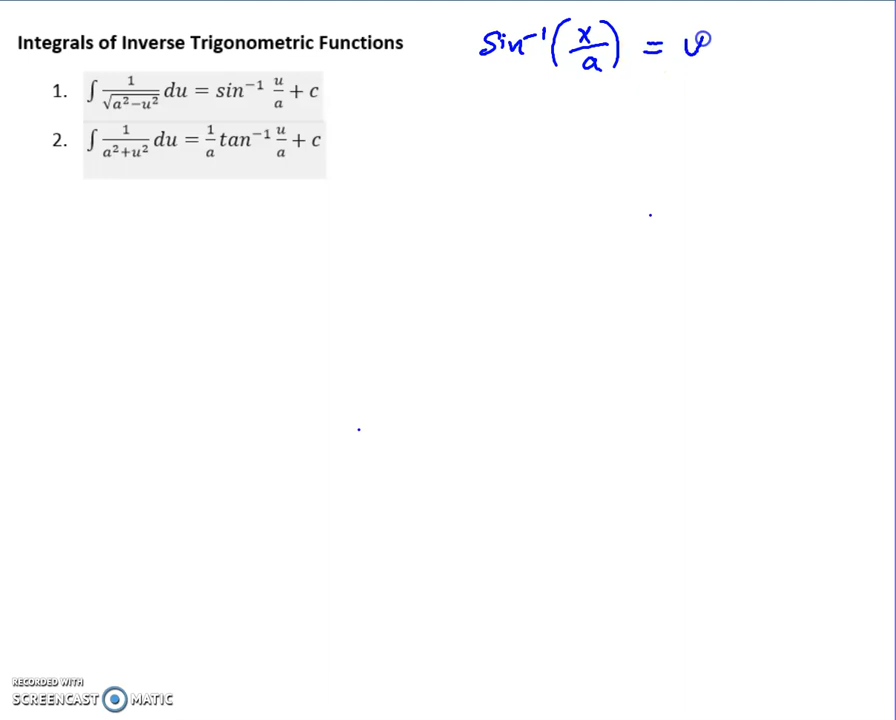 Integrals of Inverse Trigonometric Functions
sin⁻¹(x/a) =
1. ∫ 1/√(a²−u²) du = sin⁻¹ u/a + c
2. ∫ 1/(a²+u²) du = 1/a tan⁻¹ u/a + c
RECORDED WITH
SCREENCAST MATIC